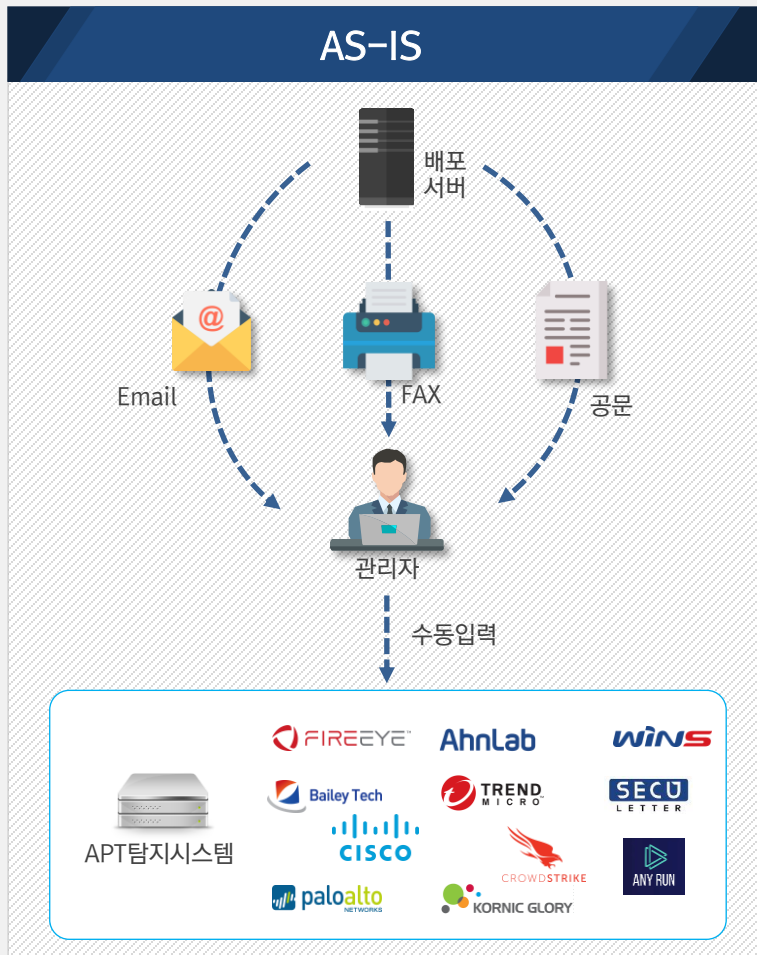 AS-IS
배포
서버
@
Email
FAX
공문
관리자
수동입력
FIREEYE™
AhnLab
WINS
Bailey Tech
TREND
MICRO™
SECU
LETTER
CISCO
CROWDSTRIKE
ANY RUN
APT탐지시스템
paloalto
NETWORKS
KORNIC GLORY